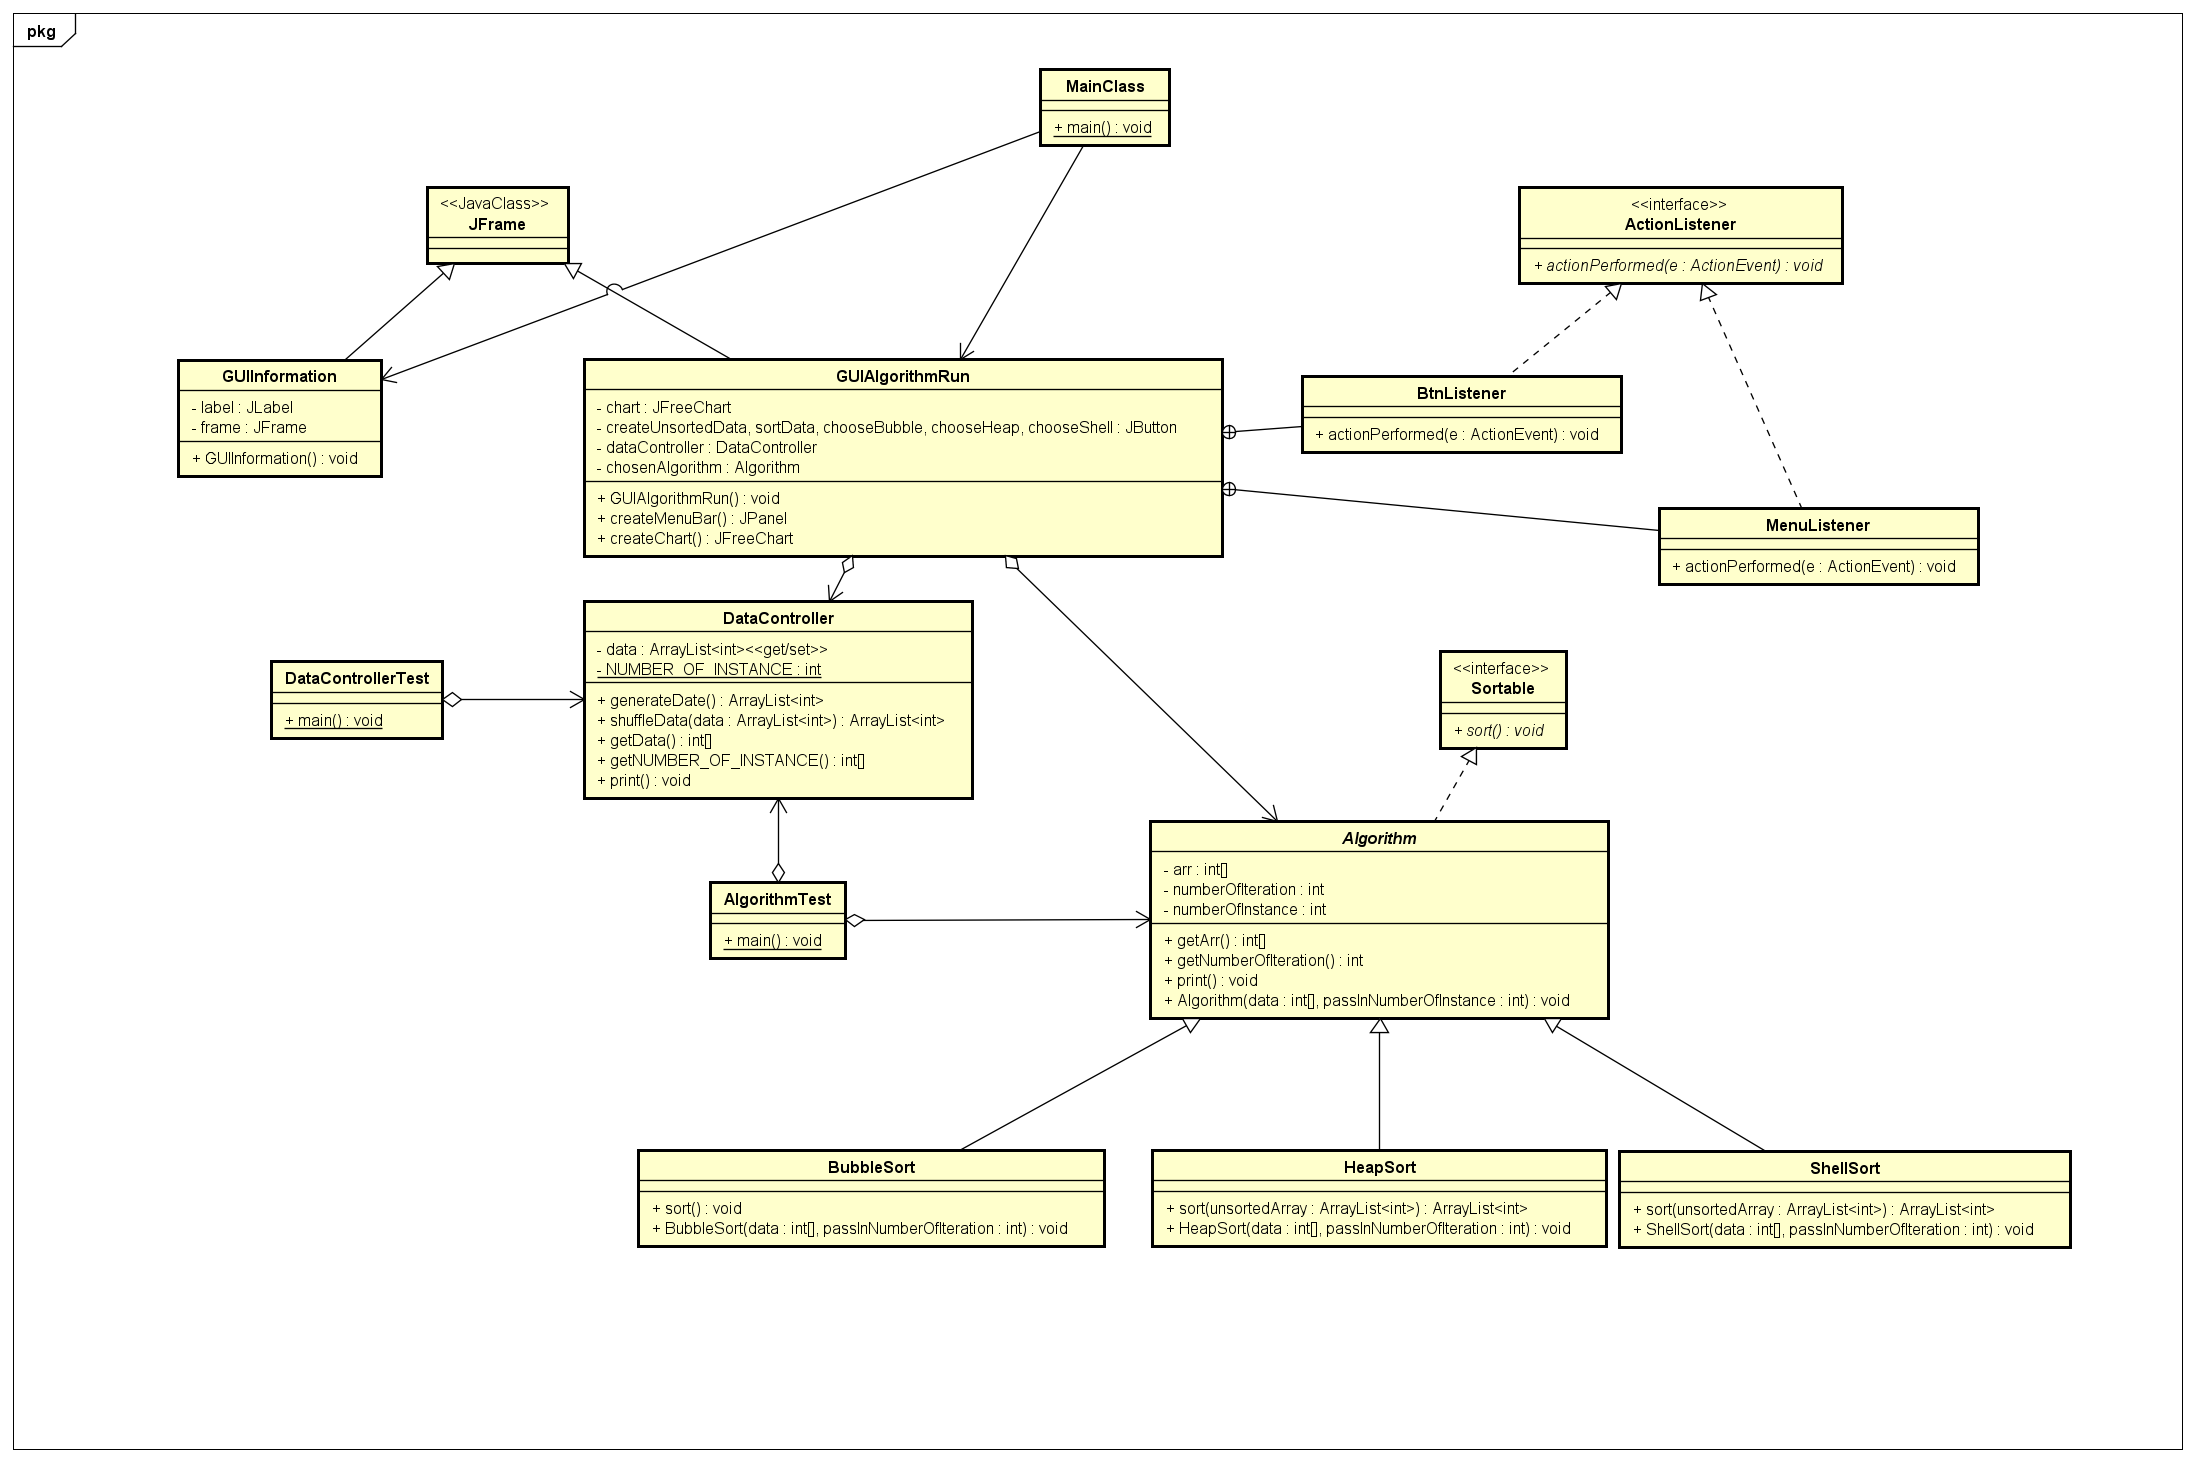 pkg
MainClass
+ main() : void
<<JavaClass>>
JFrame
<<interface>>
ActionListener
+ actionPerformed(e : ActionEvent) : void
GUIInformation
- label : JLabel
- frame : JFrame
+ GUIInformation() : void
GUIAlgorithmRun
- chart : JFreeChart
- createUnsortedData, sortData, chooseBubble, chooseHeap, chooseShell : JButton
- dataController : DataController
- chosenAlgorithm : Algorithm
+ GUIAlgorithmRun() : void
+ createMenuBar() : JPanel
+ createChart() : JFreeChart
BtnListener
+ actionPerformed(e : ActionEvent) : void
MenuListener
+ actionPerformed(e : ActionEvent) : void
DataController
- data : ArrayList<int><<get/set>>
- NUMBER_OF_INSTANCE : int
+ generateDate() : ArrayList<int>
+ shuffleData(data : ArrayList<int>) : ArrayList<int>
+ getData() : int[]
+ getNUMBER_OF_INSTANCE() : int[]
+ print() : void
DataControllerTest
+ main() : void
<<interface>>
Sortable
+ sort() : void
AlgorithmTest
+ main() : void
Algorithm
- arr : int[]
- numberOfIteration : int
- numberOfInstance : int
+ getArr() : int[]
+ getNumberOfIteration() : int
+ print() : void
+ Algorithm(data : int[], passInNumberOfInstance : int) : void
BubbleSort
+ sort() : void
+ BubbleSort(data : int[], passInNumberOfIteration : int) : void
HeapSort
+ sort(unsortedArray : ArrayList<int>) : ArrayList<int>
+ HeapSort(data : int[], passInNumberOfIteration : int) : void
ShellSort
+ sort(unsortedArray : ArrayList<int>) : ArrayList<int>
+ ShellSort(data : int[], passInNumberOfIteration : int) : void